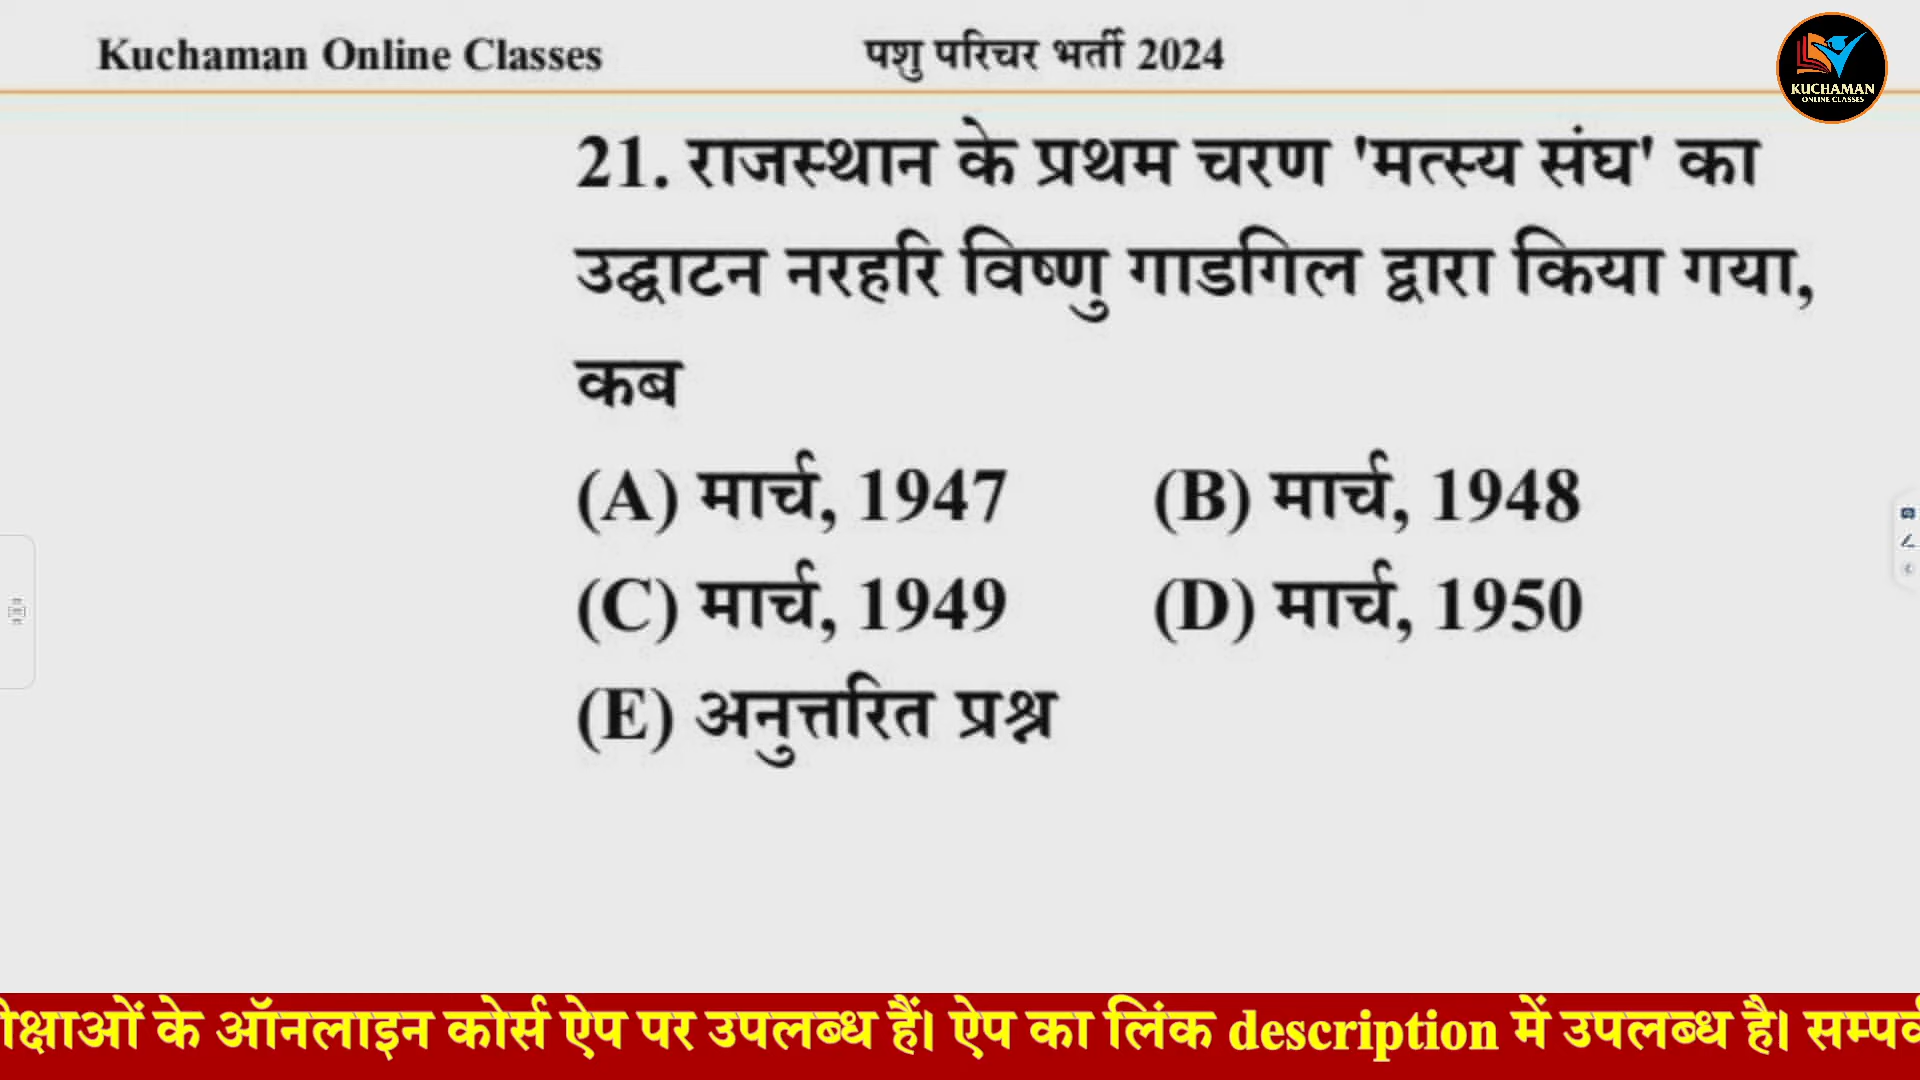 Kuchaman Online Classes
पशु परिचर भर्ती 2024
KUCHAMAN
ONLINE CLASSES
21. राजस्थान के प्रथम चरण 'मत्स्य संघ' का
उद्घाटन नरहरि विष्णु गाडगिल द्वारा किया गया,
कब
(A) मार्च, 1947 (B) मार्च, 1948
(C) मार्च, 1949 (D) मार्च, 1950
(E) अनुत्तरित प्रश्न
के ऑनलाइन कोर्स ऐप पर उपलब्ध हैं। ऐप का लिंक description में उपलब्ध है।